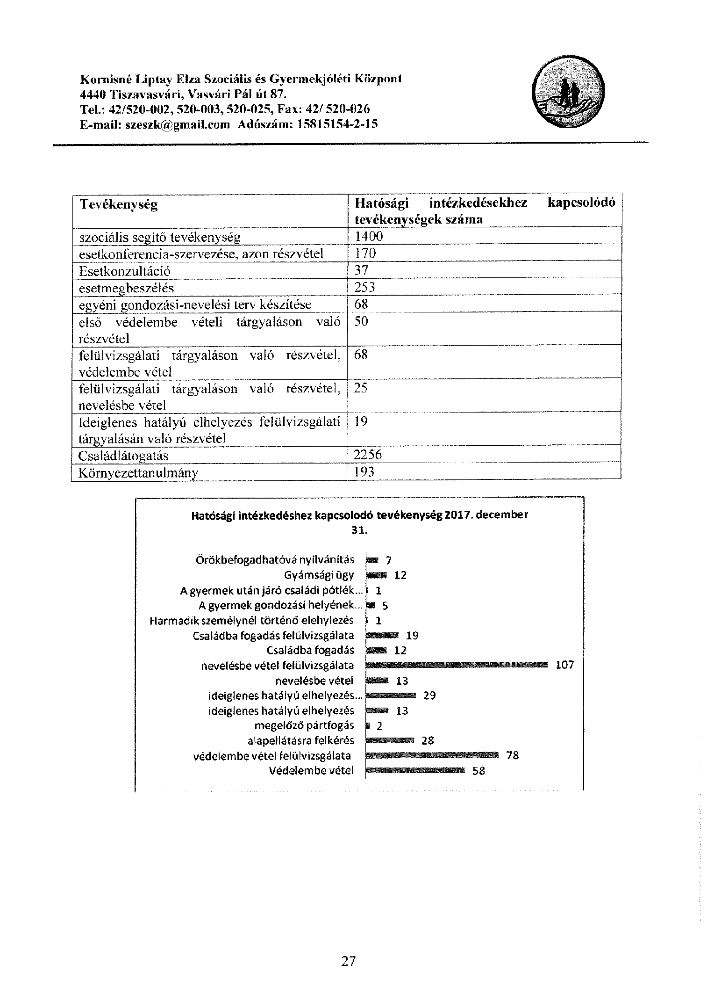 Kornisné Liptay Elza Szociális és Gyermekjóléti Központ
4440 Tiszavasvári, Vasvári Pál út 87.
Tel.: 42/520-002, 520-003, 520-025, Fax: 42/ 520-026
E-mail: szeszk@gmail.com Adószám: 15815154-2-15
Tevékenység
Hatósági intézkedésekhez kapcsolódó
tevékenységek száma
szociális segítő tevékenység 1400
esetkonferencia-szervezése, azon részvétel 170
Esetkonzultáció 37
esetmegbeszélés 253
egyéni gondozási-nevelési terv készítése 68
első védelembe vételi tárgyaláson való 50
részvétel
felülvizsgálati tárgyaláson való részvétel, 68
védelembe vétel
felülvizsgálati tárgyaláson való részvétel, 25
nevelésbe vétel
Ideiglenes hatályú elhelyezés felülvizsgálati 19
tárgyalásán való részvétel
Családlátogatás 2256
Környezettanulmány 193
Hatósági intézkedéshez kapcsolodó tevékenység 2017. december
31.
Örökbefogadhatóvá nyilvánítás 7
Gyámsági ügy 12
A gyermek után járó családi pótlék... 1
A gyermek gondozási helyének... 5
Harmadik személynél történő elehylezés 1
Családba fogadás felülvizsgálata 19
Családba fogadás 12
nevelésbe vétel felülvizsgálata 107
nevelésbe vétel 13
ideiglenes hatályú elhelyezés... 29
ideiglenes hatályú elhelyezés 13
megelőző pártfogás 2
alapellátásra felkérés 28
védelembe vétel felülvizsgálata 78
Védelembe vétel 58
27